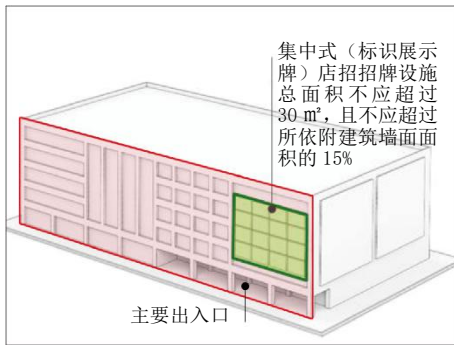 集中式（标识展示
牌）店招招牌设施
总面积不应超过
30 ㎡，且不应超过
所依附建筑墙面面
积的 15%
主要出入口